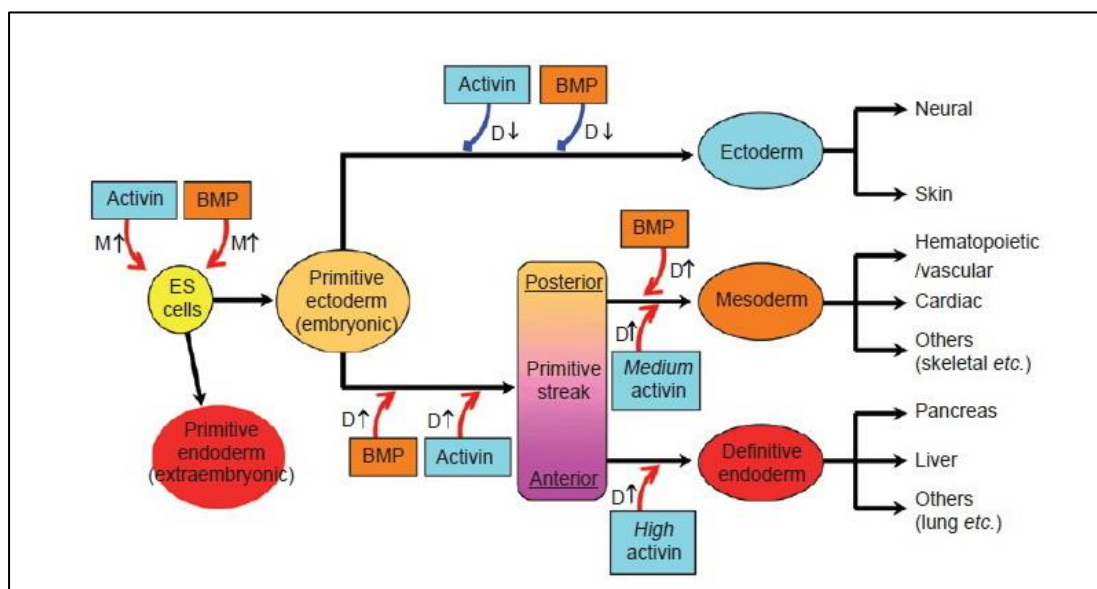 Activin
BMP
D↓
D↓
Ectoderm
Neural
Skin
Activin
BMP
M↑
M↑
ES
cells
Primitive
ectoderm
(embryonic)
Primitive
endoderm
(extraembryonic)
D↑
BMP
D↑
Activin
Posterior
Primitive
streak
Anterior
BMP
D↑
D↑
Medium
activin
Mesoderm
Hematopoietic
/vascular
Cardiac
Others
(skeletal etc.)
D↑
High
activin
Definitive
endoderm
Pancreas
Liver
Others
(lung etc.)